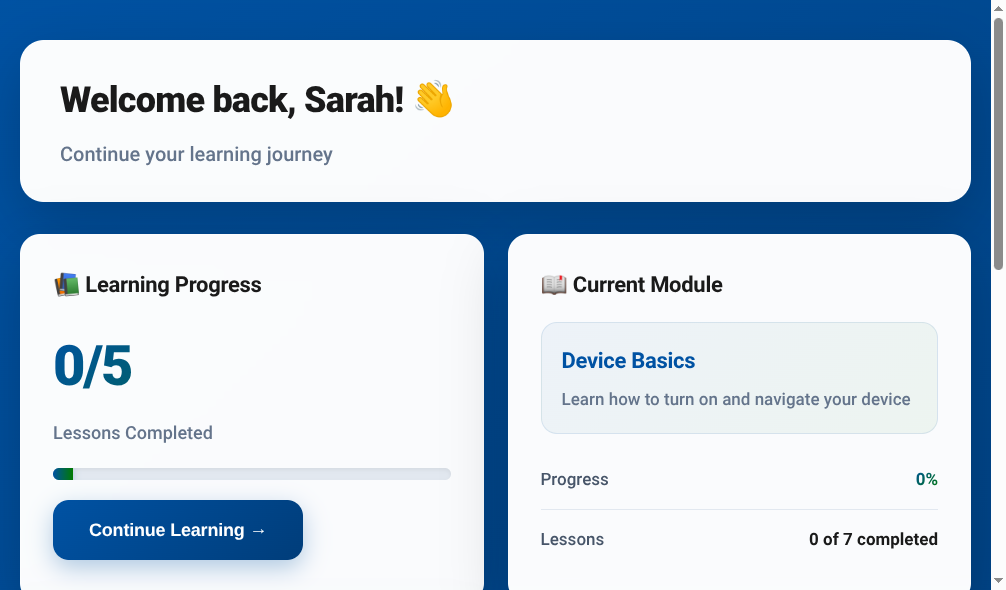 Welcome back, Sarah! 👋
Continue your learning journey
📚 Learning Progress
0/5
Lessons Completed
Continue Learning →
📖 Current Module
Device Basics
Learn how to turn on and navigate your device
Progress 0%
Lessons 0 of 7 completed